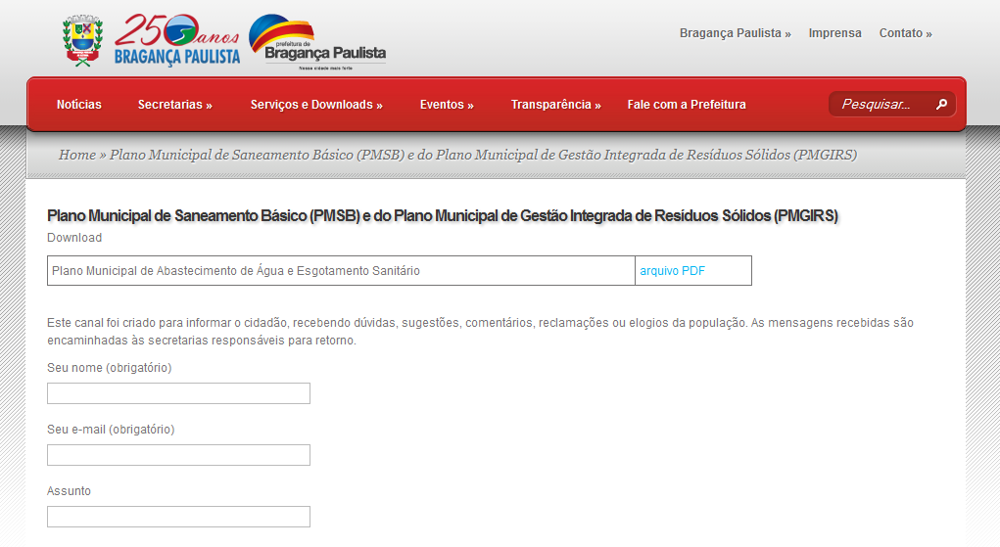 250 anos
BRAGANÇA PAULISTA
prefeitura de
Bragança Paulista
Nossa cidade mais forte
Bragança Paulista » Imprensa Contato »
Notícias Secretarias » Serviços e Downloads » Eventos » Transparência » Fale com a Prefeitura Pesquisar...
Home » Plano Municipal de Saneamento Básico (PMSB) e do Plano Municipal de Gestão Integrada de Resíduos Sólidos (PMGIRS)
Plano Municipal de Saneamento Básico (PMSB) e do Plano Municipal de Gestão Integrada de Resíduos Sólidos (PMGIRS)
Download
Plano Municipal de Abastecimento de Água e Esgotamento Sanitário arquivo PDF
Este canal foi criado para informar o cidadão, recebendo dúvidas, sugestões, comentários, reclamações ou elogios da população. As mensagens recebidas são
encaminhadas às secretarias responsáveis para retorno.
Seu nome (obrigatório)
Seu e-mail (obrigatório)
Assunto